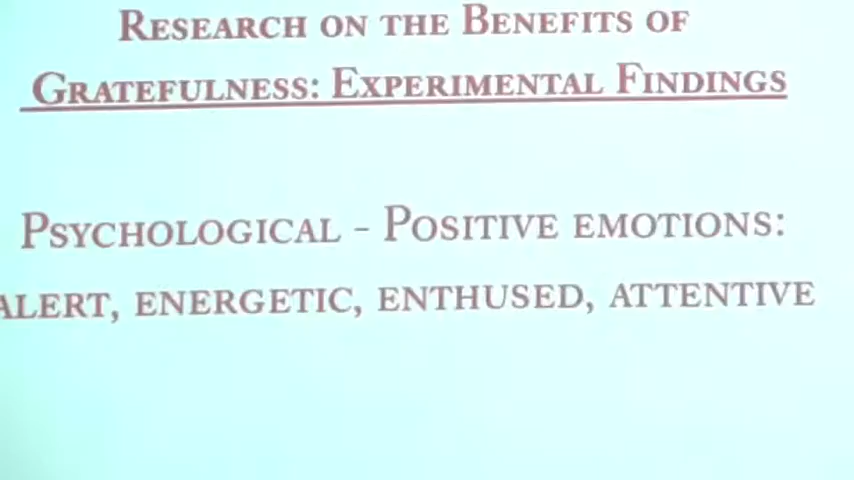 Research on the Benefits of
Gratefulness: Experimental Findings
Psychological - Positive emotions:
alert, energetic, enthused, attentive